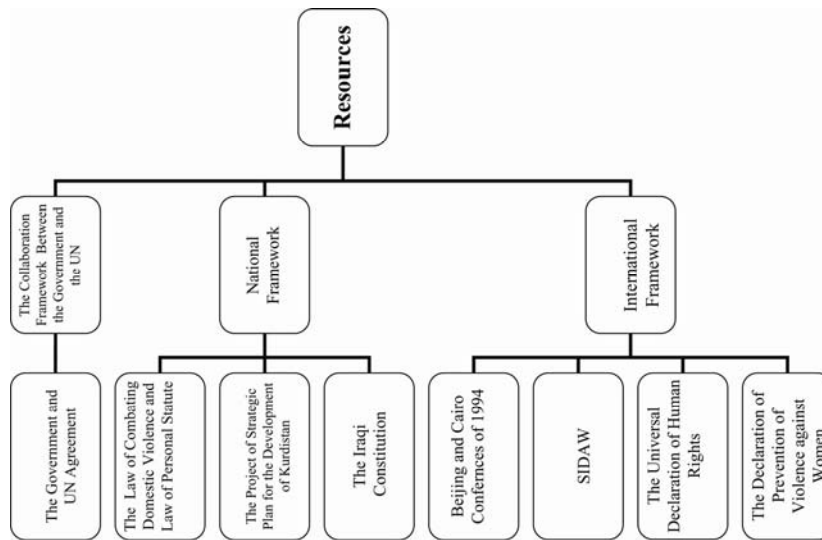 Resources
The Collaboration
Framework Between
the Government and
the UN
National
Framework
International
Framework
The Government and
UN Agreement
The Law of Combating
Domestic Violence and
Law of Personal Statute
The Project of Strategic
Plan for the Development
of Kurdistan
The Iraqi
Constitution
Beijing and Cairo
Confernces of 1994
SIDAW
The Universal
Declaration of Human
Rights
The Declaration of
Prevention of
Violence against
Women